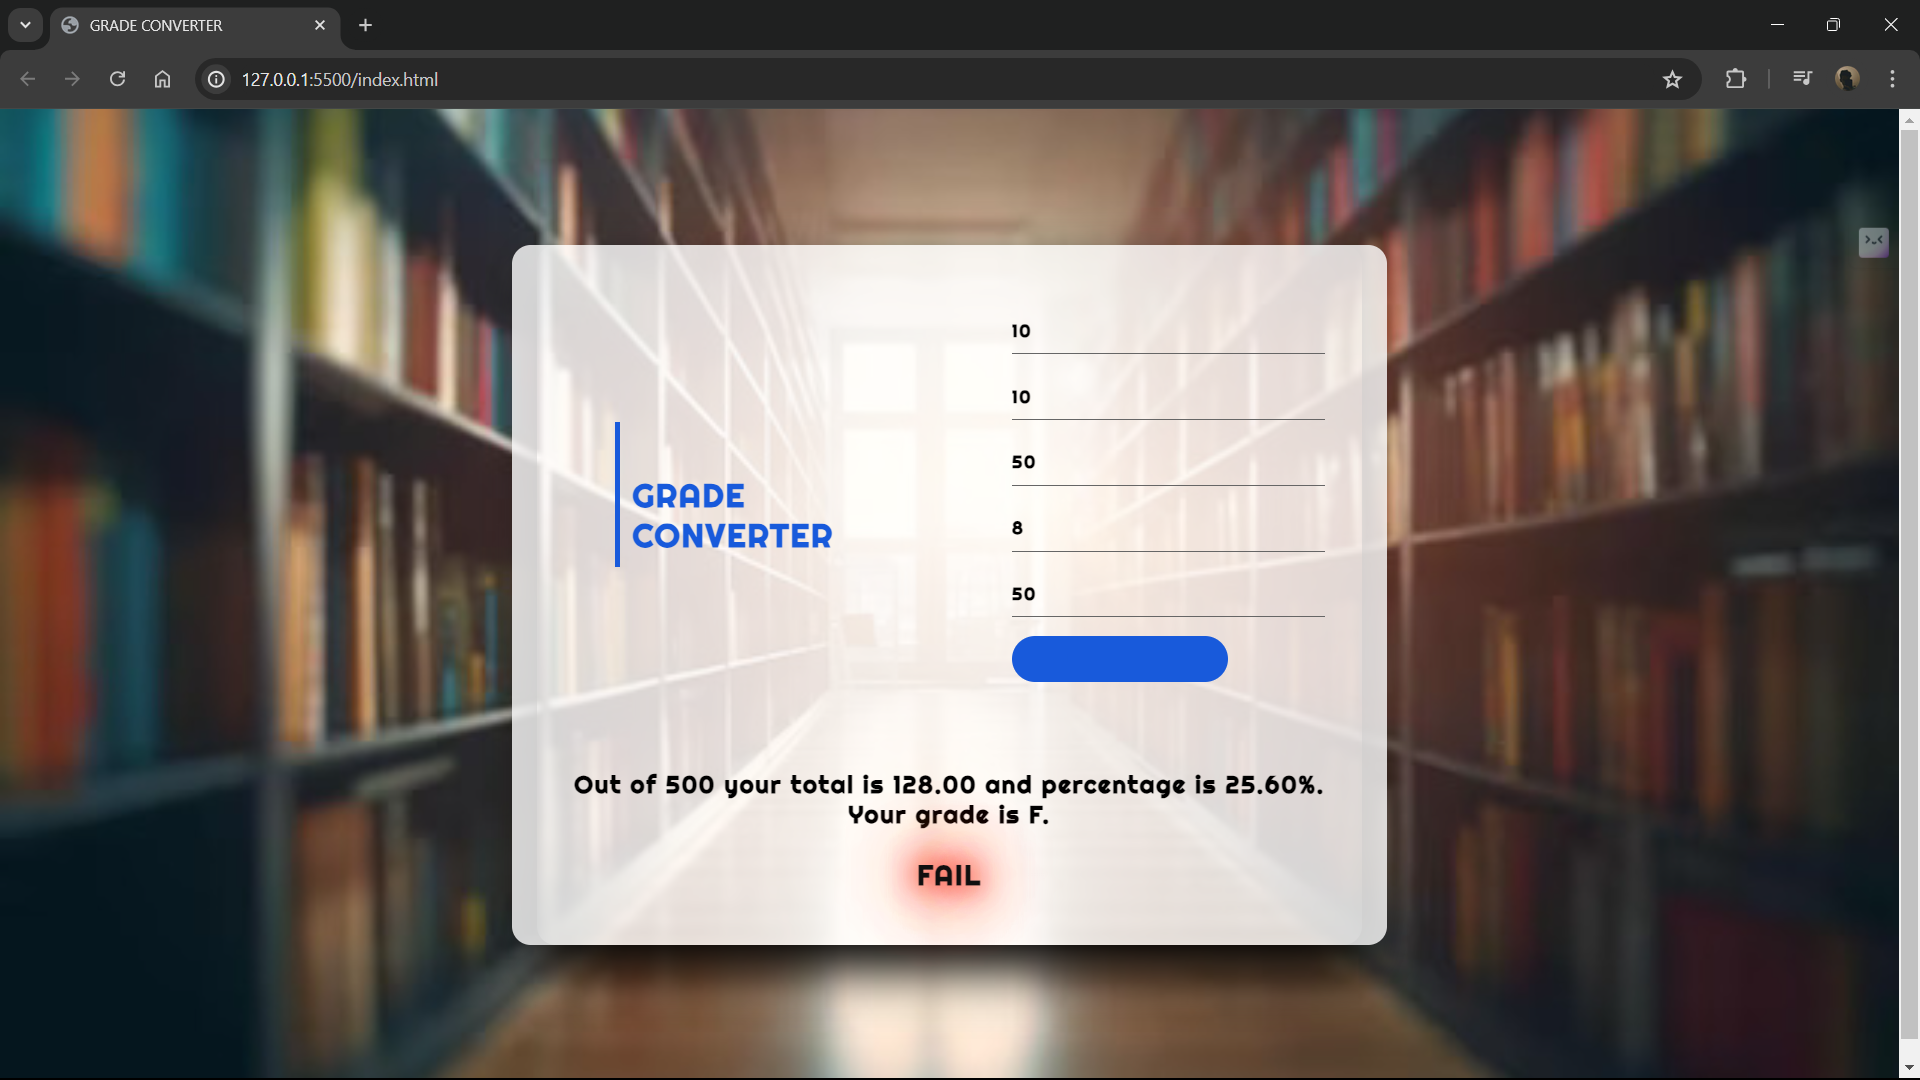 GRADE CONVERTER
127.0.0.1:5500/index.html
10
10
50
8
50
GRADE
CONVERTER
Out of 500 your total is 128.00 and percentage is 25.60%.
Your grade is F.
FAIL